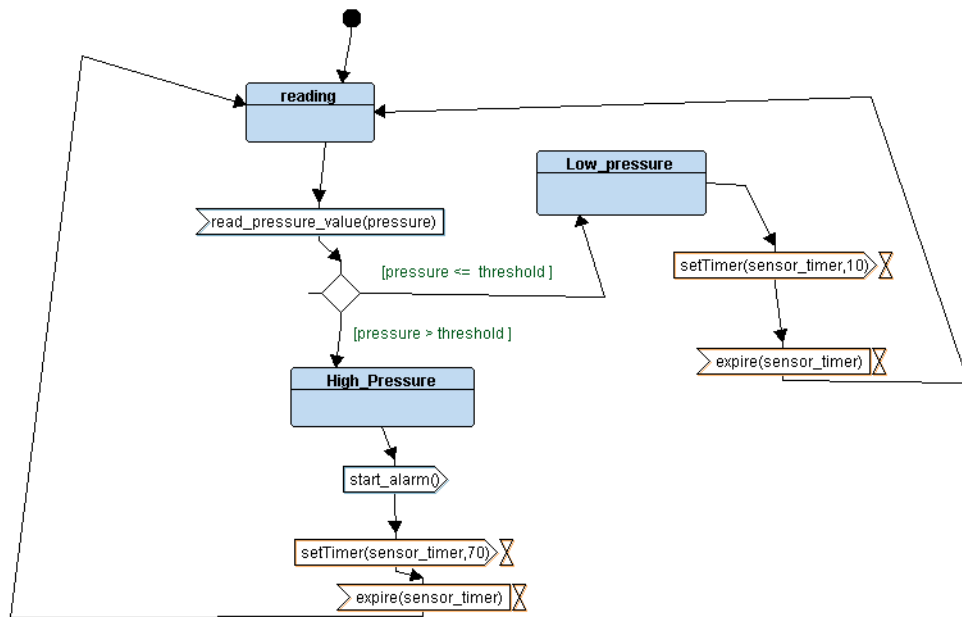 reading
Low_pressure
read_pressure_value(pressure)
setTimer(sensor_timer,10)
[pressure <= threshold ]
[pressure > threshold ]
expire(sensor_timer)
High_Pressure
start_alarm()
setTimer(sensor_timer,70)
expire(sensor_timer)